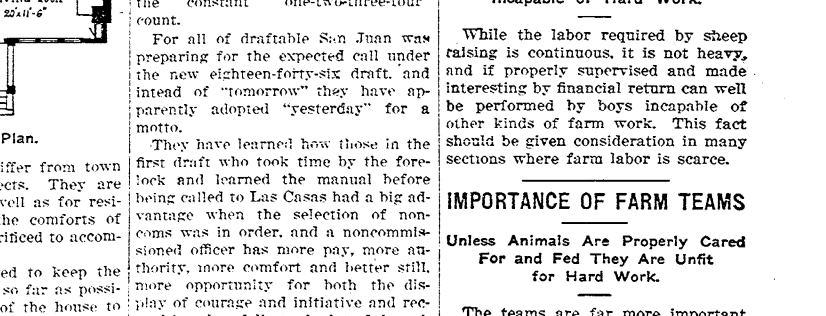 20'x11'-6"
Plan.
iffer from town
ects. They are
well as for resi-
he comforts of
rificed to accom-
ed to keep the
so far as possi-
of the house to
the constant one-two-three-four
count.
For all of draftable San Juan was
preparing for the expected call under
the new eighteen-forty-six draft, and
intead of "tomorrow" they have ap-
parently adopted "yesterday" for a
motto.
They have learned how those in the
first draft who took time by the fore-
lock and learned the manual before
being called to Las Casas had a big ad-
vantage when the selection of non-
coms was in order, and a noncommis-
sioned officer has more pay, more au-
thority, more comfort and better still,
more opportunity for both the dis-
play of courage and initiative and rec-
Incapable of Hard Work.
While the labor required by sheep
raising is continuous, it is not heavy,
and if properly supervised and made
interesting by financial return can well
be performed by boys incapable of
other kinds of farm work. This fact
should be given consideration in many
sections where farm labor is scarce.
IMPORTANCE OF FARM TEAMS
Unless Animals Are Properly Cared
For and Fed They Are Unfit
for Hard Work.
The teams are far more important